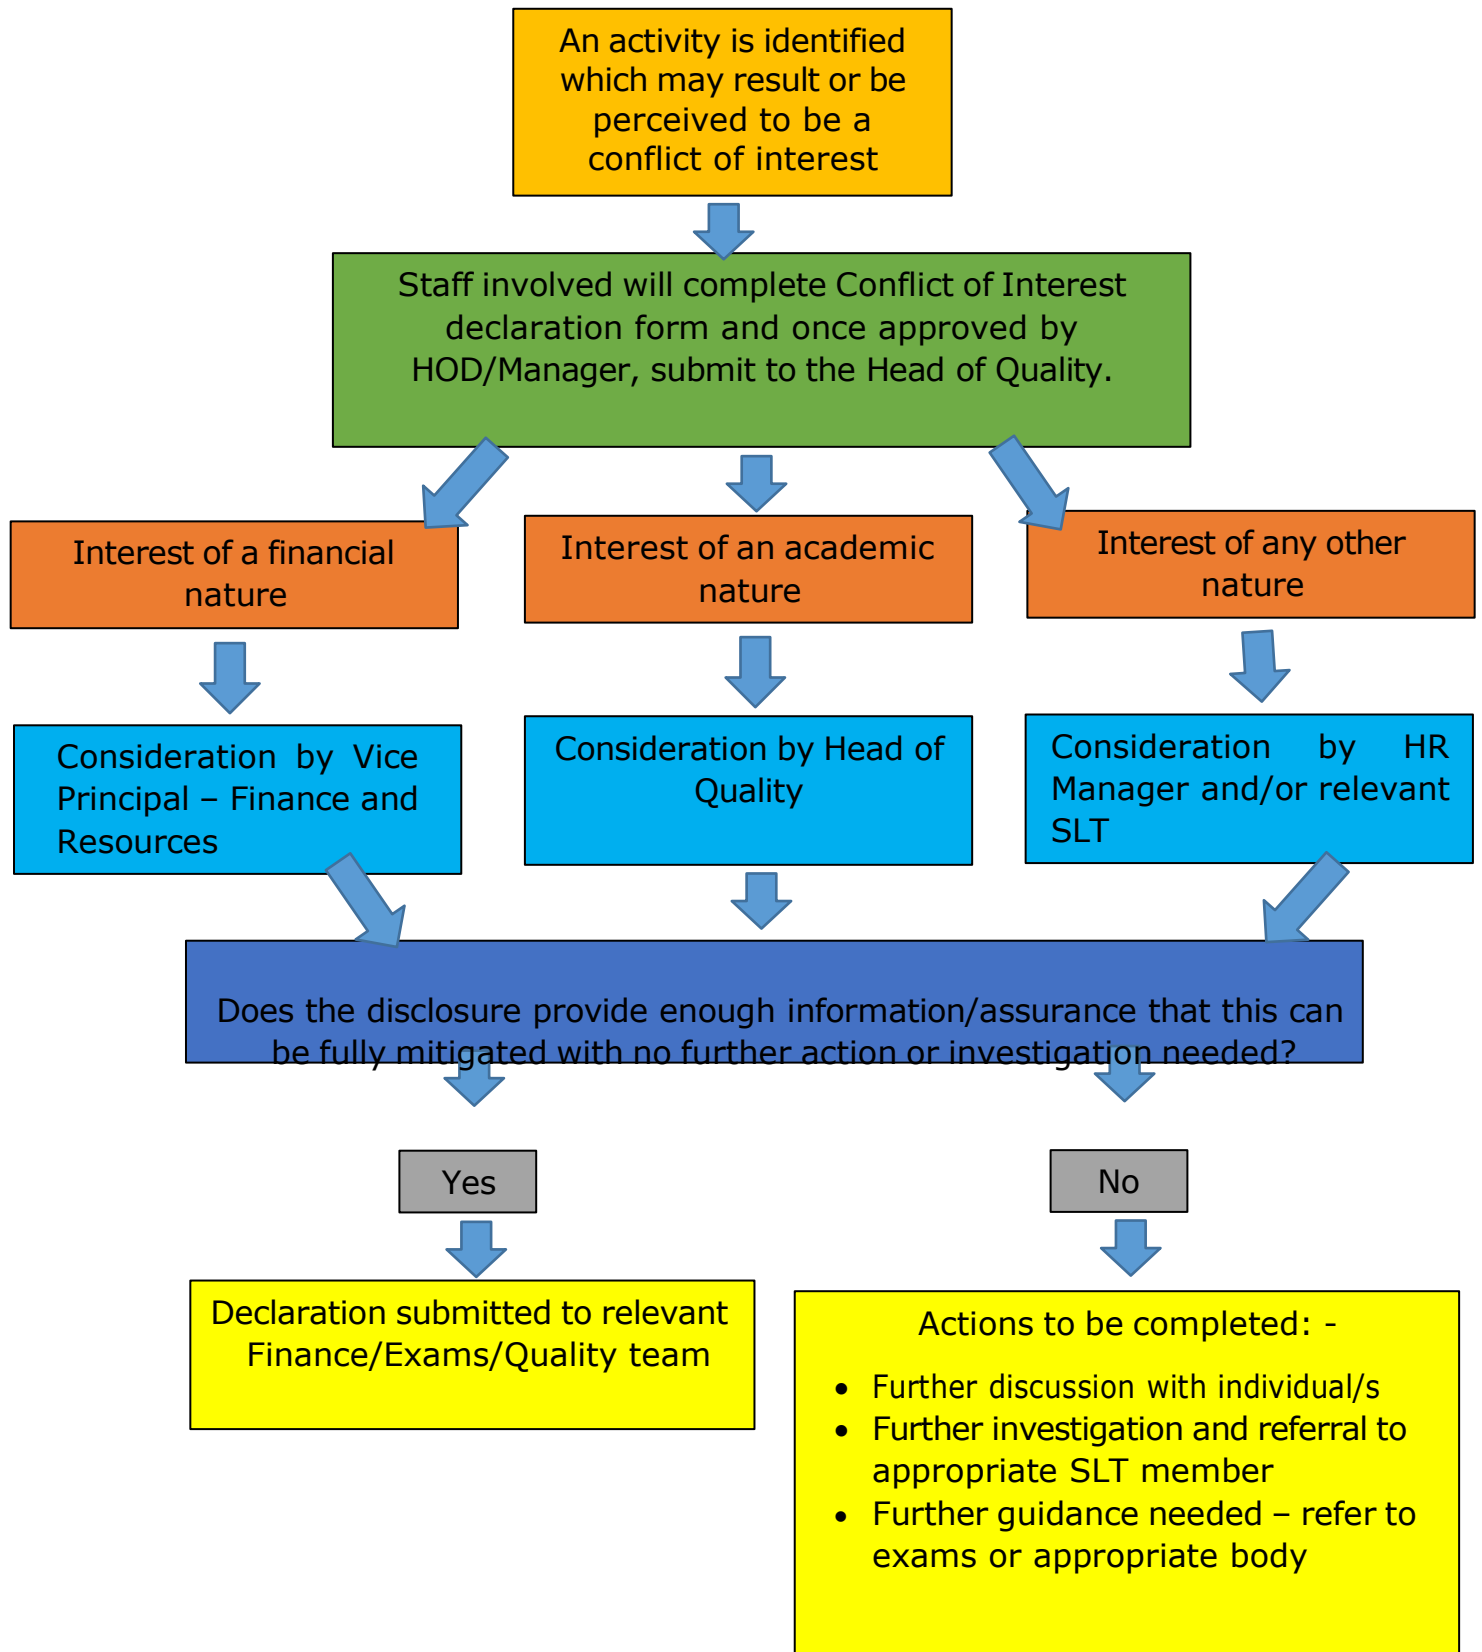 An activity is identified
which may result or be
perceived to be a
conflict of interest
Staff involved will complete Conflict of Interest
declaration form and once approved by
HOD/Manager, submit to the Head of Quality.
Interest of a financial
nature
Interest of an academic
nature
Interest of any other
nature
Consideration by Vice
Principal – Finance and
Resources
Consideration by Head of
Quality
Consideration by HR
Manager and/or relevant
SLT
Does the disclosure provide enough information/assurance that this can
be fully mitigated with no further action or investigation needed?
Yes
No
Declaration submitted to relevant
Finance/Exams/Quality team
Actions to be completed: -
• Further discussion with individual/s
• Further investigation and referral to
appropriate SLT member
• Further guidance needed – refer to
exams or appropriate body